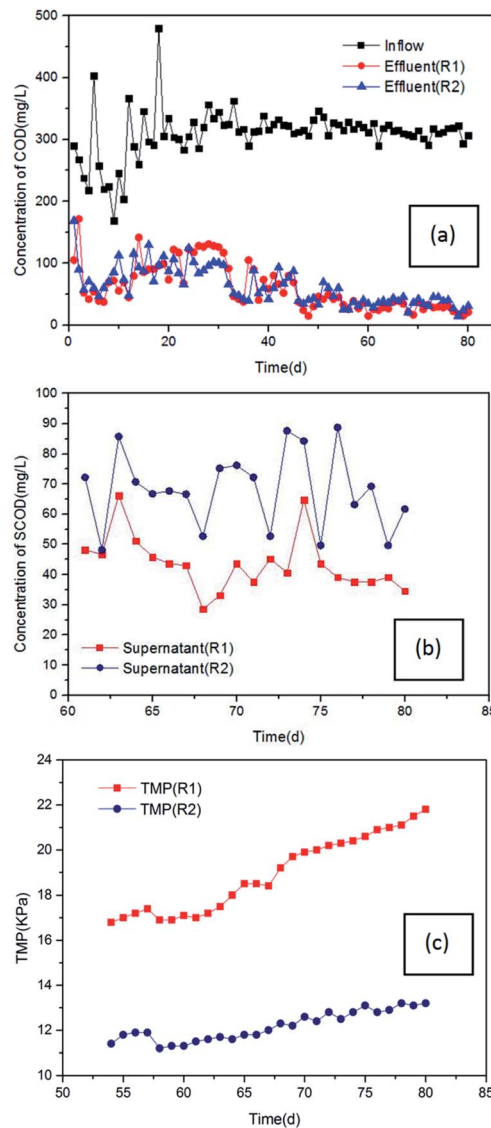 500
400
300
200
100
0
Concentration of COD(mg/L)
Inflow
Effluent(R1)
Effluent(R2)
(a)
0 20 40 60 80
Time(d)
100
90
80
70
60
50
40
30
20
10
0
Concentration of SCOD(mg/L)
Supernatant(R1)
Supernatant(R2)
(b)
60 65 70 75 80 85
Time(d)
24
22
20
18
16
14
12
10
TMP(KPa)
TMP(R1)
TMP(R2)
(c)
50 55 60 65 70 75 80 85
Time(d)